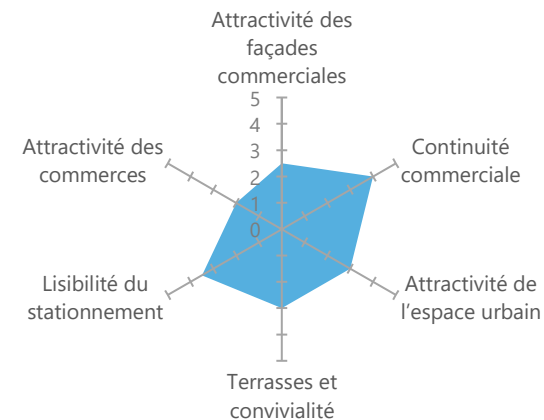 Attractivité des
façades
commerciales
5
4
3
2
1
0
Continuité
commerciale
Attractivité de
l'espace urbain
Terrasses et
convivialité
Lisibilité du
stationnement
Attractivité des
commerces